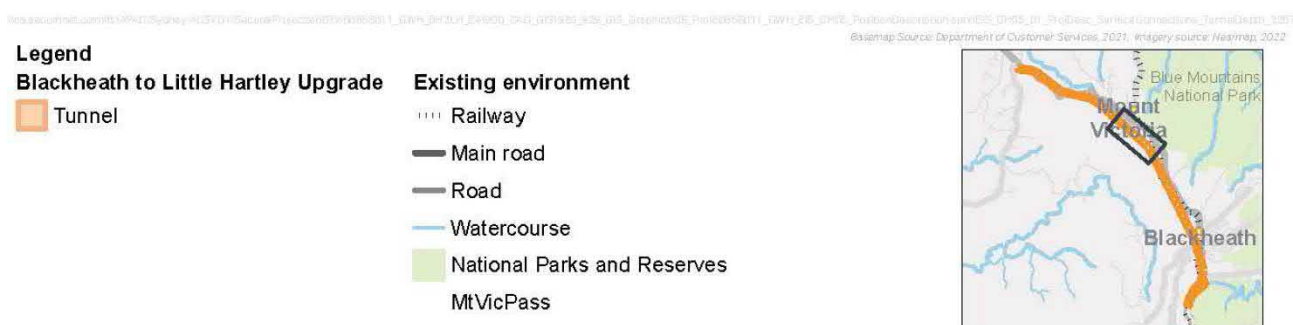 Basemap Source: Department of Customer Services, 2021, Imagery source: Nearmap, 2022
Legend
Blackheath to Little Hartley Upgrade
Tunnel
Existing environment
Railway
Main road
Road
Watercourse
National Parks and Reserves
MtVicPass
Blue Mountains
National Park
Mount
Victoria
Blackheath